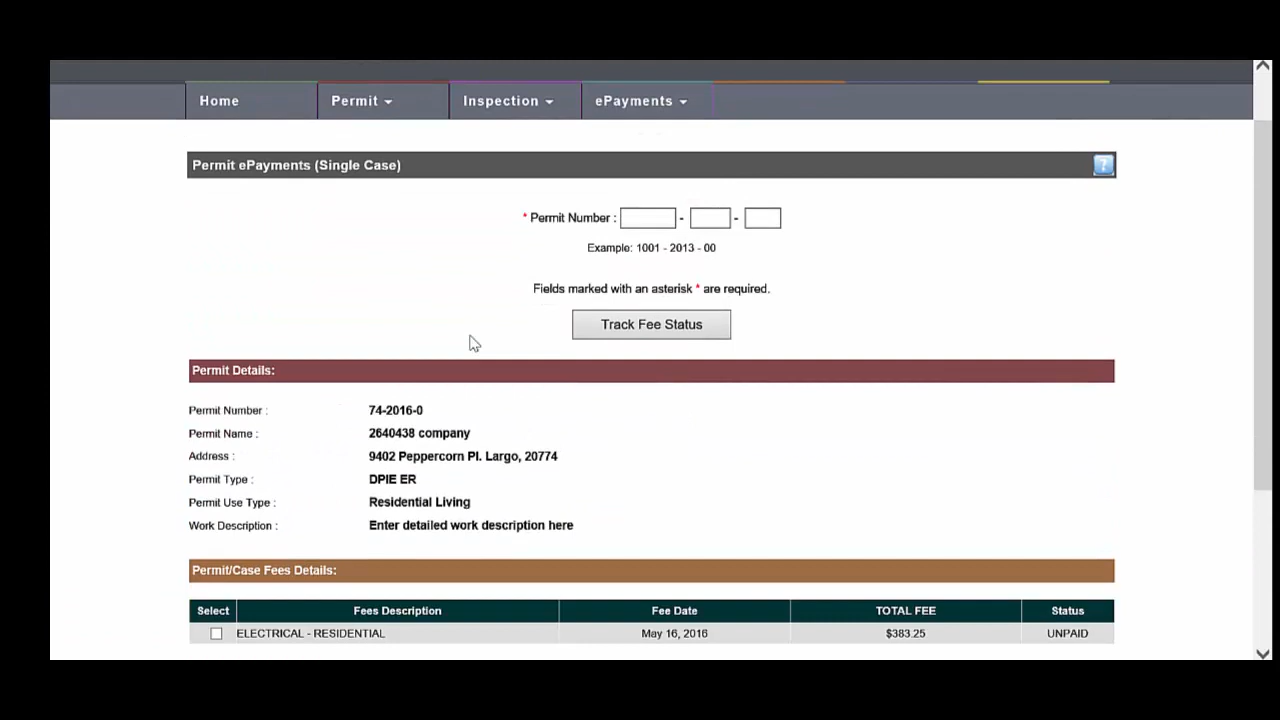 Home Permit Inspection ePayments
Permit ePayments (Single Case) ?
* Permit Number : - -
Example: 1001 - 2013 - 00
Fields marked with an asterisk * are required.
Track Fee Status
Permit Details:
Permit Number : 74-2016-0
Permit Name : 2640438 company
Address : 9402 Peppercorn Pl. Largo, 20774
Permit Type : DPIE ER
Permit Use Type : Residential Living
Work Description : Enter detailed work description here
Permit/Case Fees Details:
Select Fees Description Fee Date TOTAL FEE Status
ELECTRICAL - RESIDENTIAL May 16, 2016 $383.25 UNPAID